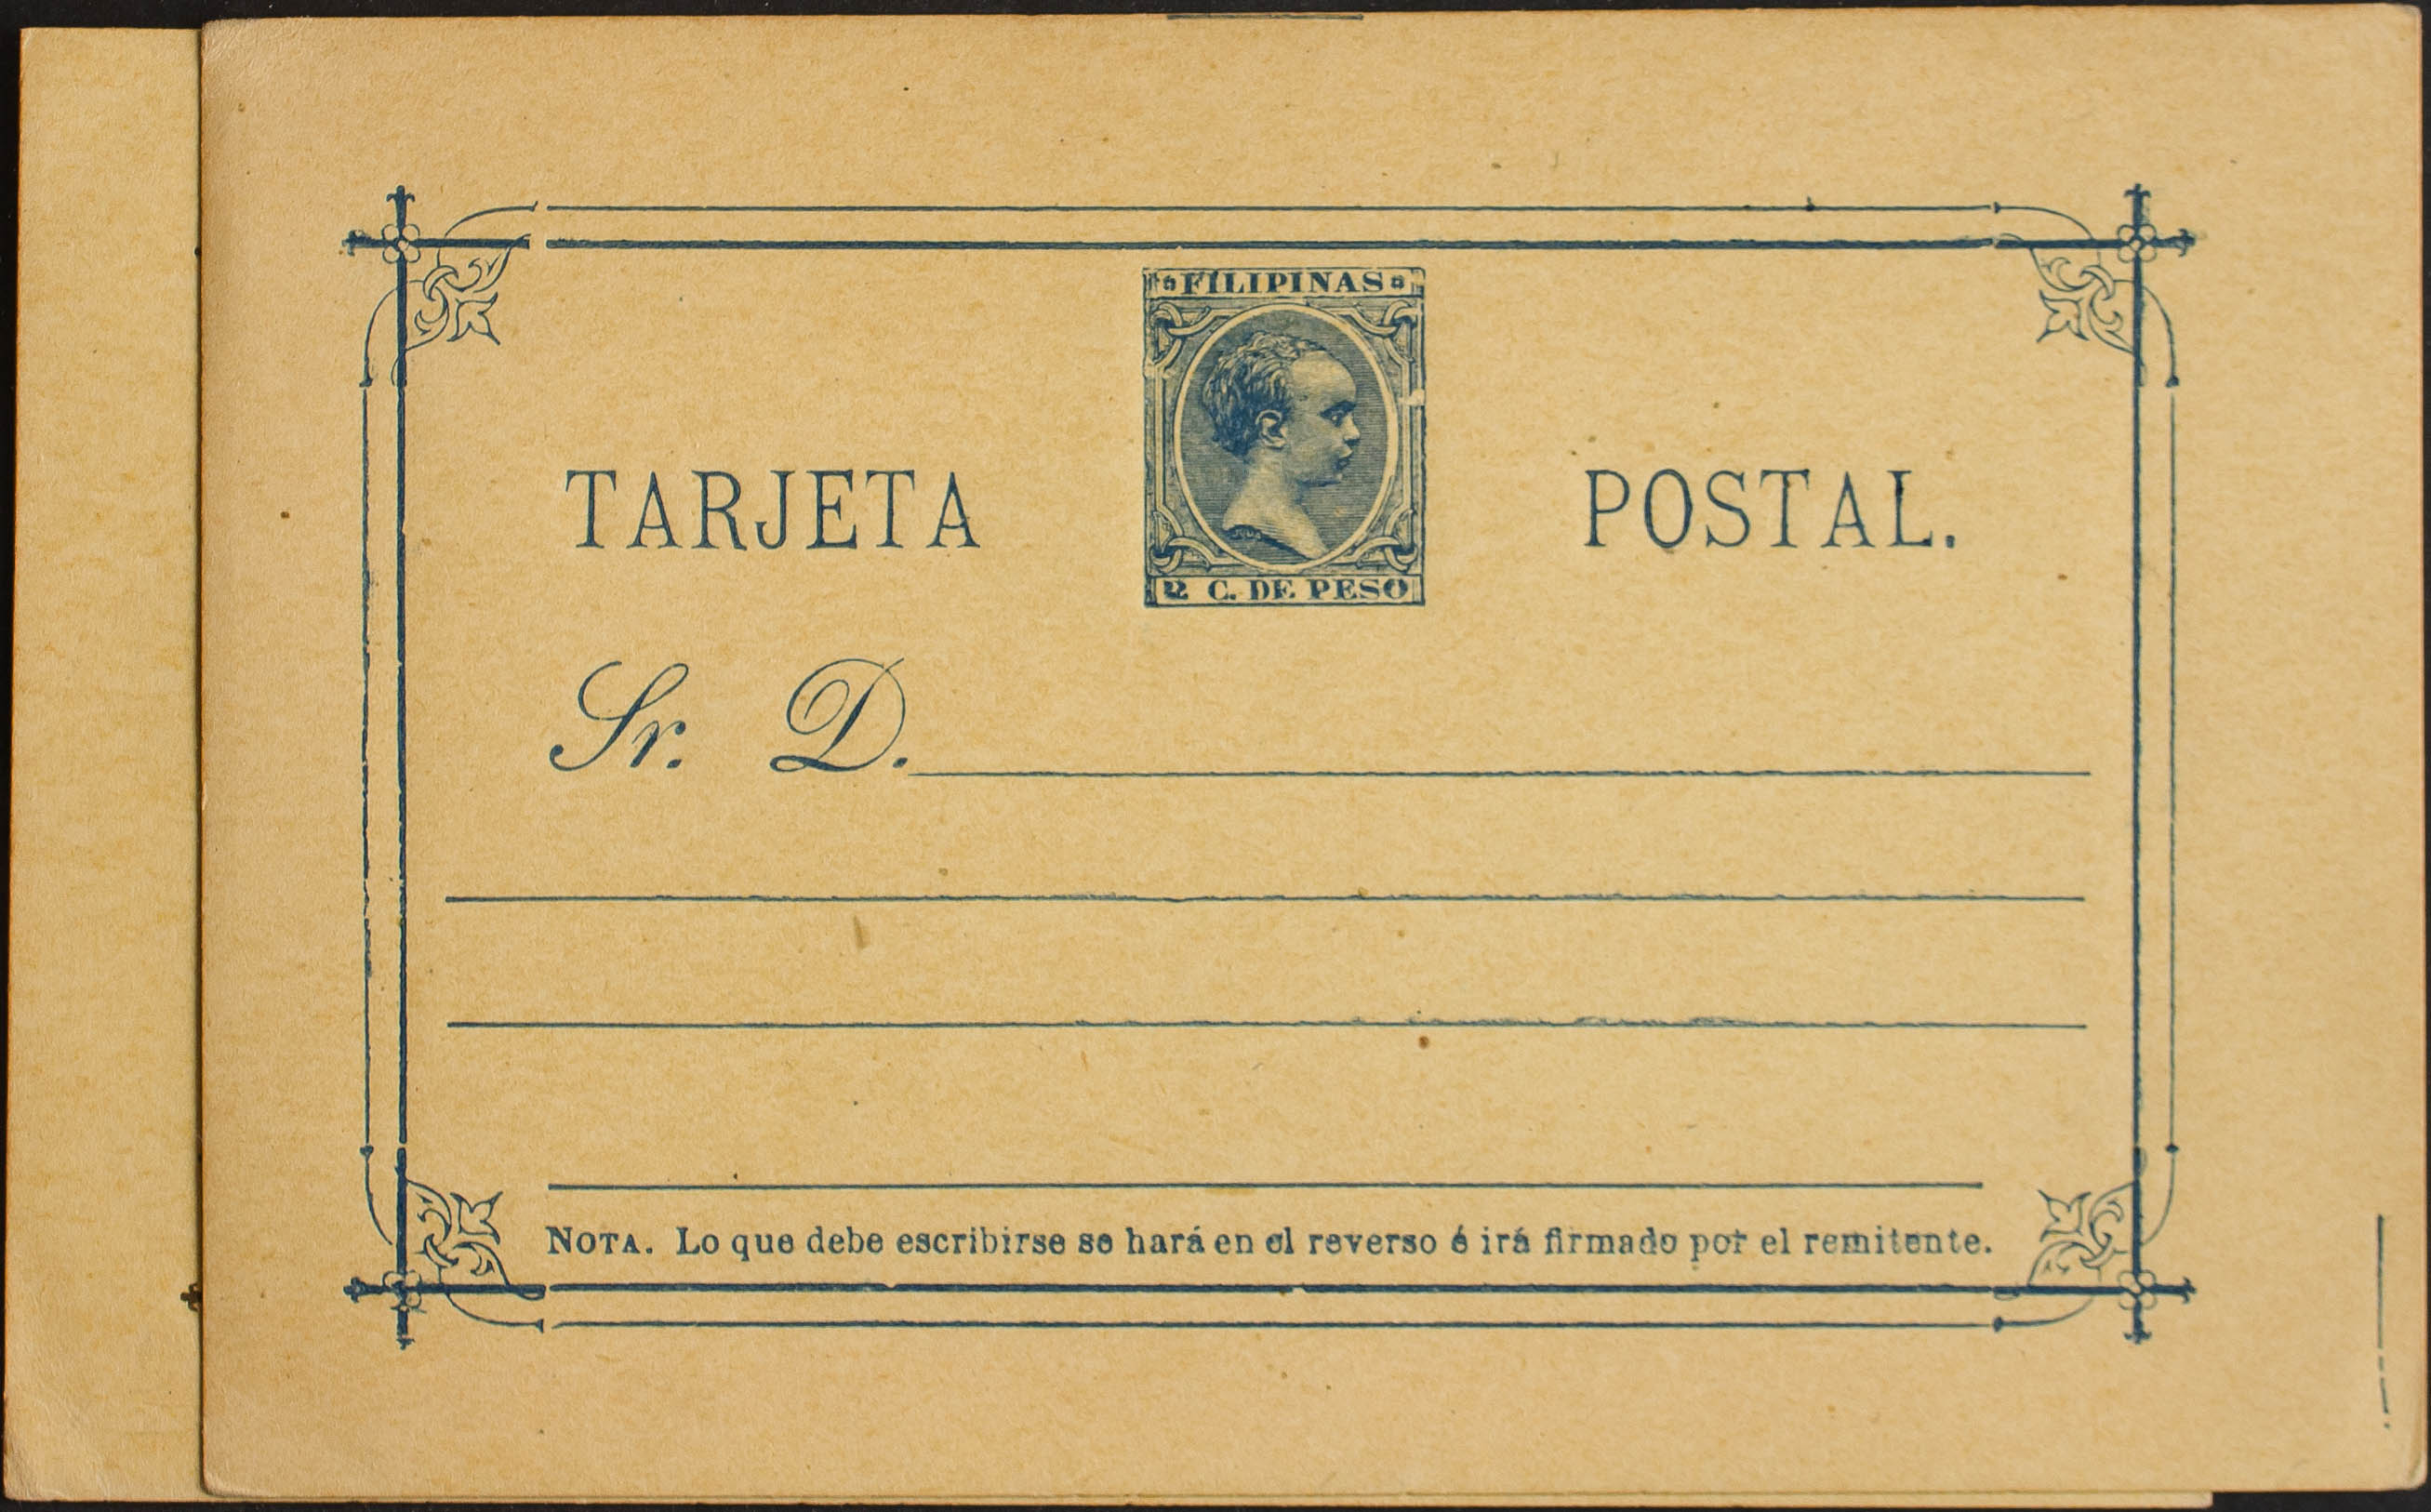 FILIPINAS
TARJETA POSTAL.
2 C. DE PESO
Sr. D.
NOTA. Lo que debe escribirse se hará en el reverso é irá firmado por el remitente.